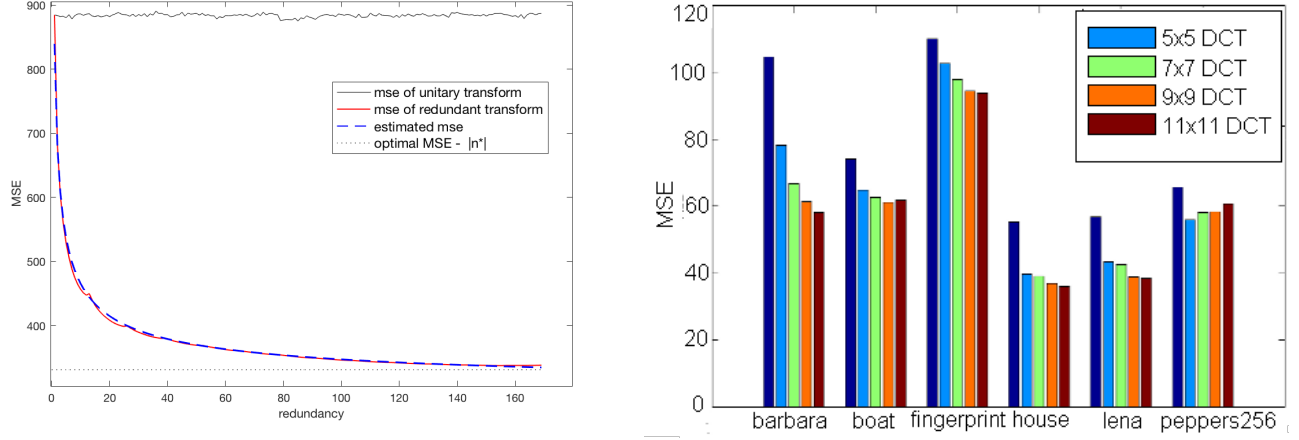 900
800
700
600
500
400
MSE
0
20
40
60
80
100
120
140
160
redundancy
mse of unitary transform
mse of redundant transform
estimated mse
optimal MSE - |n*|
120
100
80
60
40
20
0
MSE
5x5 DCT
7x7 DCT
9x9 DCT
11x11 DCT
barbara boat fingerprint house lena peppers256